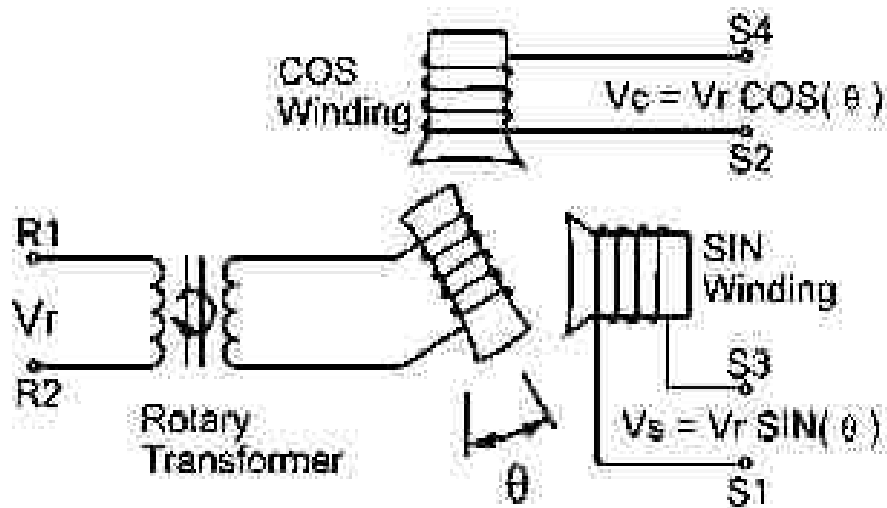 S4
COS
Winding
Vc = Vr COS( θ )
S2
R1
Vr
R2
SIN
Winding
S3
Rotary
Transformer
Vs = Vr SIN( θ )
θ
S1